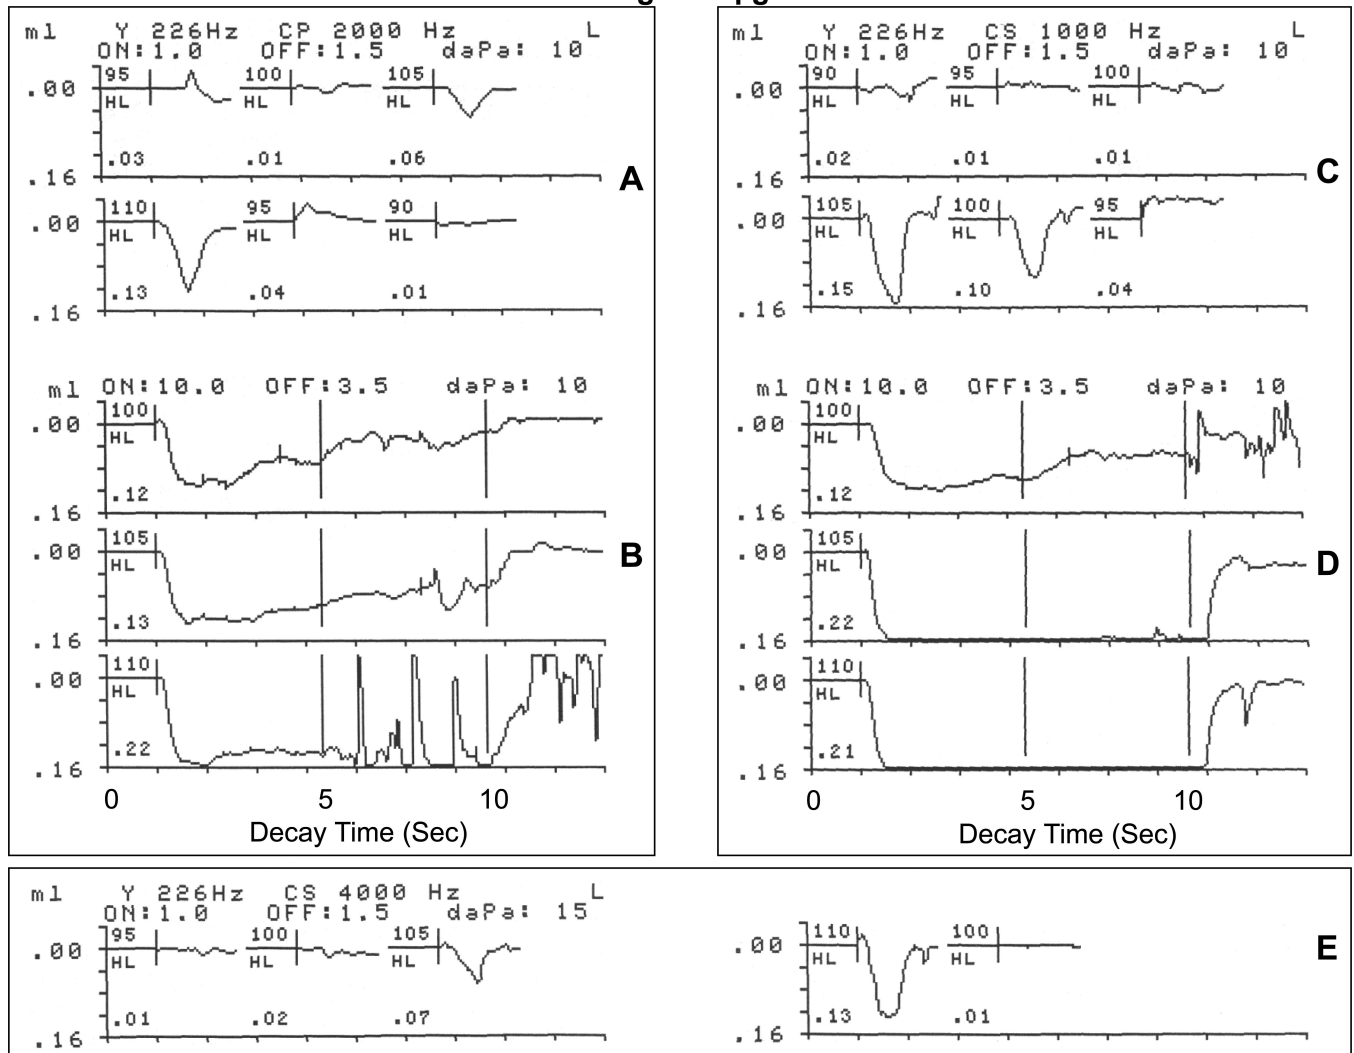 ml Y 226Hz CP 2000 Hz L
ON:1.0 OFF:1.5 daPa: 10
95 100 105
.00 HL HL HL
.03 .01 .06
.16
A
110 95 90
.00 HL HL HL
.13 .04 .01
.16
ml ON:10.0 OFF:3.5 daPa: 10
100
.00 HL
.12
.16
105
.00 HL
B
.13
.16
110
.00 HL
.22
.16
0 5 10
Decay Time (Sec)
ml Y 226Hz CS 1000 Hz L
ON:1.0 OFF:1.5 daPa: 10
90 95 100
.00 HL HL HL
.02 .01 .01
.16
C
105 100 95
.00 HL HL HL
.15 .10 .04
.16
ml ON:10.0 OFF:3.5 daPa: 10
100
.00 HL
.12
.16
105
.00 HL
D
.22
.16
110
.00 HL
.21
.16
0 5 10
Decay Time (Sec)
ml Y 226Hz CS 4000 Hz L
ON:1.0 OFF:1.5 daPa: 15
95 100 105
.00 HL HL HL
.01 .02 .07
.16
110 100
.00 HL HL
E
.13 .01
.16